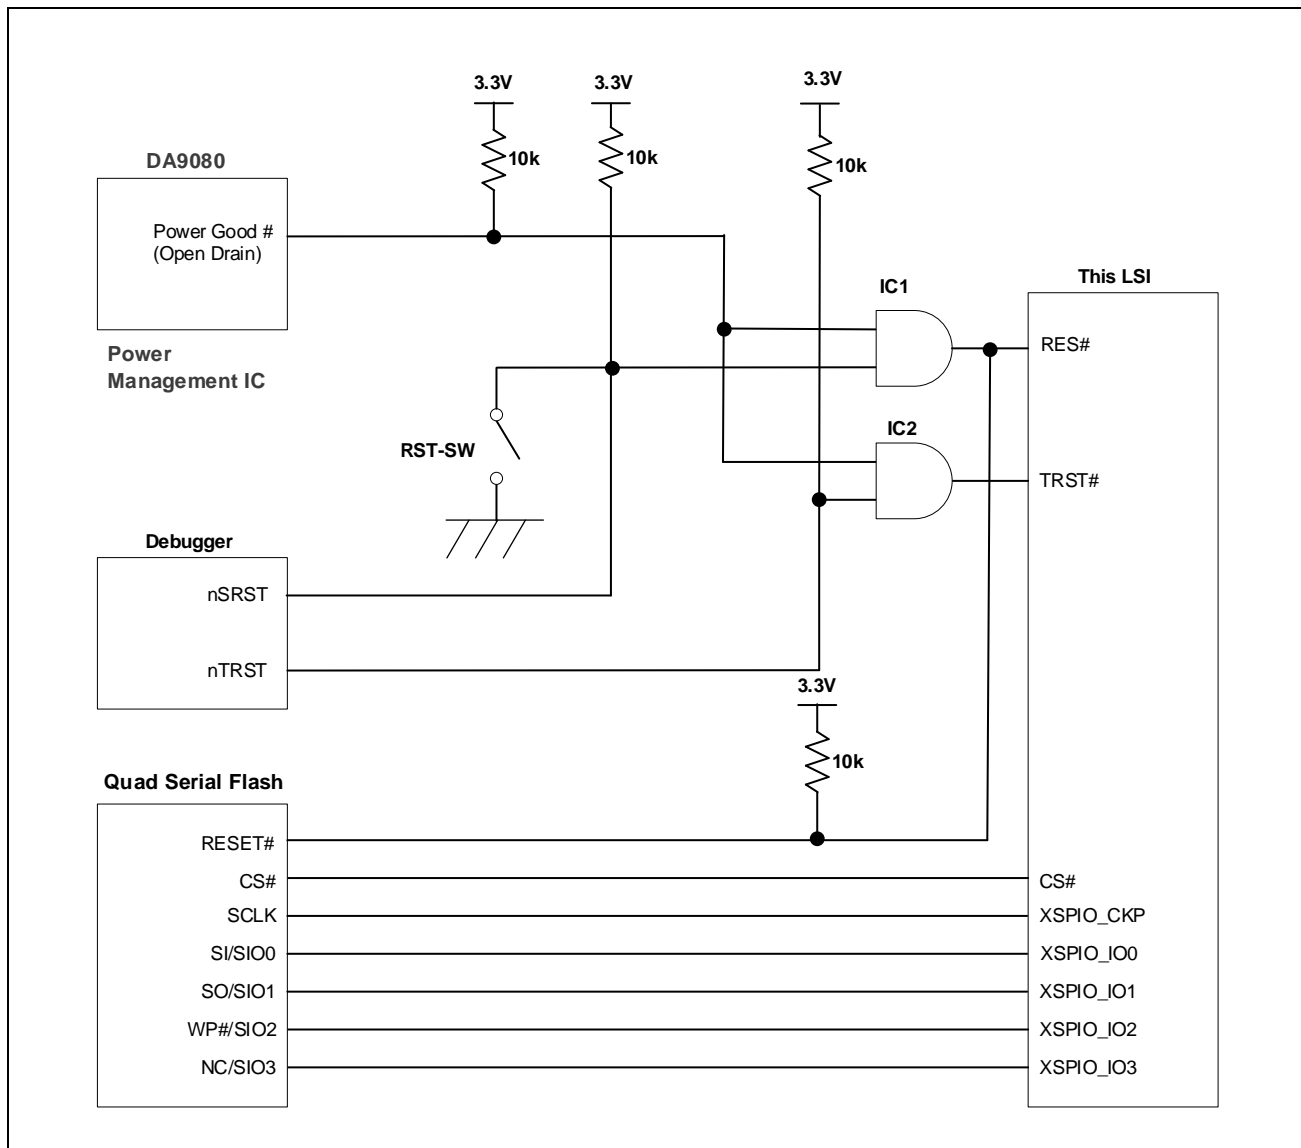 3.3V
3.3V
3.3V
10k
10k
10k
DA9080
Power Good #
(Open Drain)
Power
Management IC
This LSI
IC1
RES#
IC2
RST-SW
TRST#
Debugger
nSRST
nTRST
3.3V
10k
Quad Serial Flash
RESET#
CS#
CS#
SCLK
XSPIO_CKP
SI/SIO0
XSPIO_IO0
SO/SIO1
XSPIO_IO1
WP#/SIO2
XSPIO_IO2
NC/SIO3
XSPIO_IO3